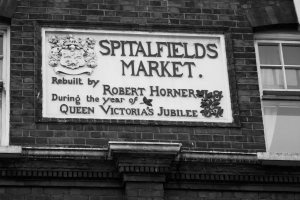 SPITALFIELDS
MARKET.
Rebuilt by
ROBERT HORNER
During the year of
QUEEN VICTORIA'S JUBILEE